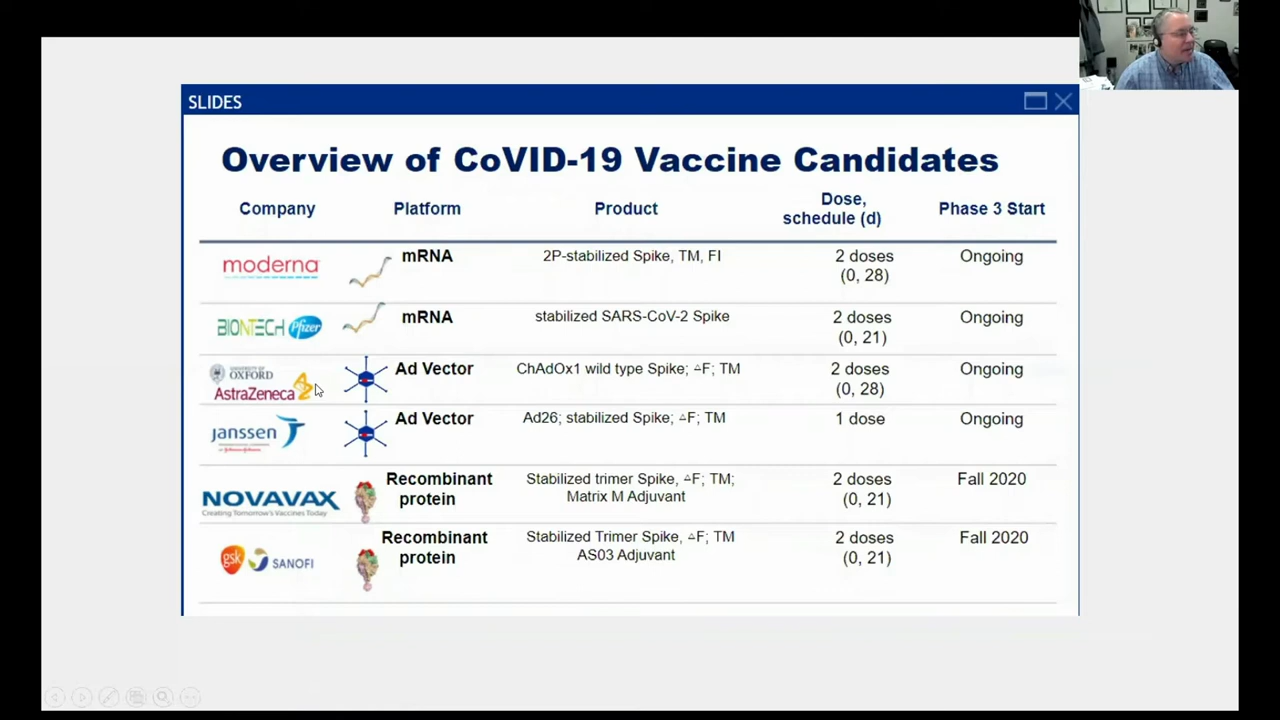 SLIDES
Overview of CoVID-19 Vaccine Candidates
Company Platform Product Dose, schedule (d) Phase 3 Start
moderna mRNA 2P-stabilized Spike, TM, FI 2 doses Ongoing
(0, 28)
BIONTECH Pfizer mRNA stabilized SARS-CoV-2 Spike 2 doses Ongoing
(0, 21)
UNIVERSITY OF OXFORD
AstraZeneca Ad Vector ChAdOx1 wild type Spike; △F; TM 2 doses Ongoing
(0, 28)
janssen Ad Vector Ad26; stabilized Spike; △F; TM 1 dose Ongoing
NOVAVAX Recombinant Stabilized trimer Spike, △F; TM; 2 doses Fall 2020
Creating Tomorrow's Vaccines Today protein Matrix M Adjuvant (0, 21)
gsk SANOFI Recombinant Stabilized Trimer Spike, △F; TM 2 doses Fall 2020
protein AS03 Adjuvant (0, 21)